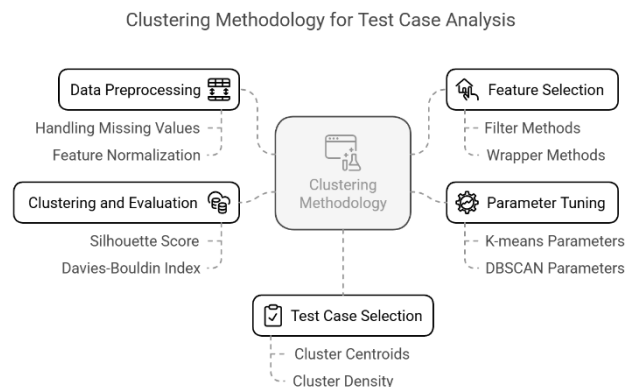 Clustering Methodology for Test Case Analysis
Data Preprocessing
Handling Missing Values
Feature Normalization
Clustering and Evaluation
Silhouette Score
Davies-Bouldin Index
Clustering
Methodology
Feature Selection
Filter Methods
Wrapper Methods
Parameter Tuning
K-means Parameters
DBSCAN Parameters
Test Case Selection
Cluster Centroids
Cluster Density